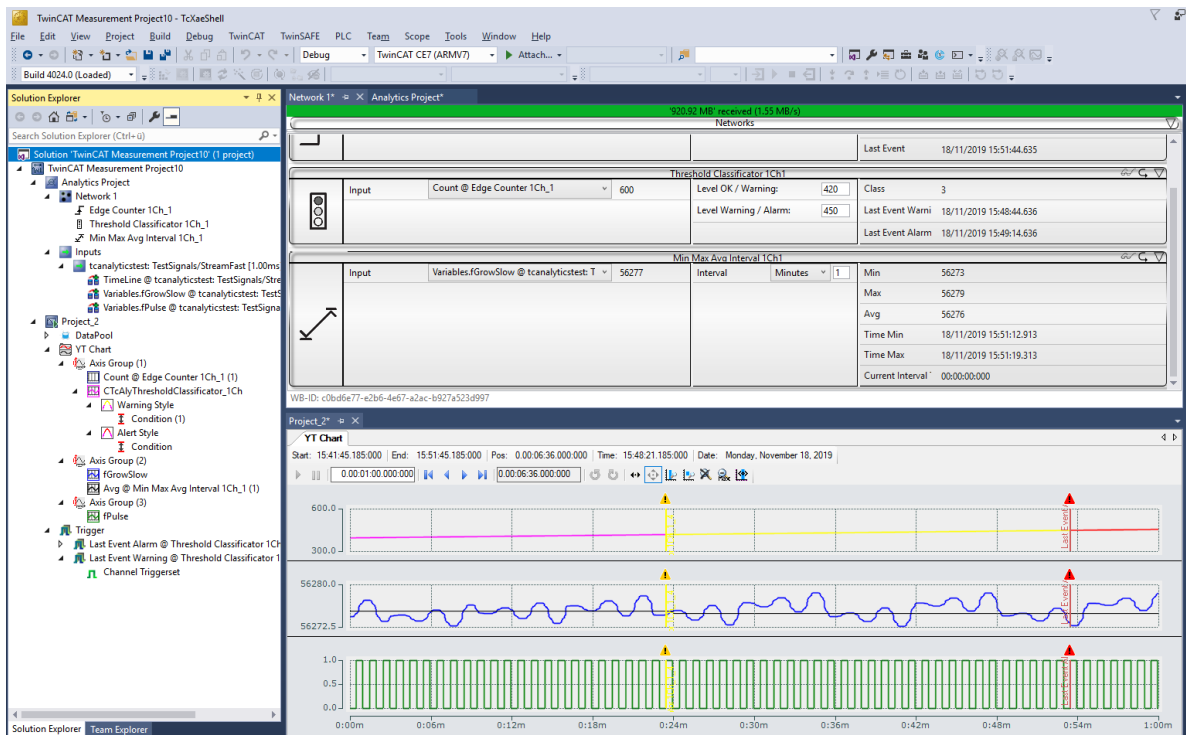 TwinCAT Measurement Project10 - TcXaeShell
File Edit View Project Build Debug TwinCAT TwinSAFE PLC Team Scope Tools Window Help
Debug TwinCAT CE7 (ARMV7) Attach...
Build 4024.0 (Loaded)
Solution Explorer
Search Solution Explorer (Ctrl+ü)
Solution 'TwinCAT Measurement Project10' (1 project)
TwinCAT Measurement Project10
Analytics Project
Network 1
Edge Counter 1Ch_1
Threshold Classificator 1Ch_1
Min Max Avg Interval 1Ch_1
Inputs
tcanalyticstest: TestSignals/StreamFast [1.00ms
TimeLine @ tcanalyticstest: TestSignals/Stre
Variables.fGrowSlow @ tcanalyticstest: TestS
Variables.fPulse @ tcanalyticstest: TestSigna
Project_2
DataPool
YT Chart
Axis Group (1)
Count @ Edge Counter 1Ch_1 (1)
CTcAlyThresholdClassificator_1Ch
Warning Style
Condition (1)
Alert Style
Condition
Axis Group (2)
fGrowSlow
Avg @ Min Max Avg Interval 1Ch_1 (1)
Axis Group (3)
fPulse
Trigger
Last Event Alarm @ Threshold Classificator 1Ch
Last Event Warning @ Threshold Classificator 1
Channel Triggerset
Solution Explorer Team Explorer
Network 1* Analytics Project*
'920.92 MB' received (1.55 MB/s)
Networks
Last Event 18/11/2019 15:51:44.635
Threshold Classificator 1Ch1
Input Count @ Edge Counter 1Ch_1 600 Level OK / Warning: 420 Class 3
Level Warning / Alarm: 450 Last Event Warni 18/11/2019 15:48:44.636
Last Event Alarm 18/11/2019 15:49:14.636
Min Max Avg Interval 1Ch1
Input Variables.fGrowSlow @ tcanalyticstest: T 56277 Interval Minutes 1 Min 56273
Max 56279
Avg 56276
Time Min 18/11/2019 15:51:12.913
Time Max 18/11/2019 15:51:19.313
Current Interval 00:00:00:000
WB-ID: c0bd6e77-e2b6-4e67-a2ac-b927a523d997
Project_2*
YT Chart
Start: 15:41:45.185:000 End: 15:51:45.185:000 Pos: 0.00:06:36.000:000 Time: 15:48:21.185:000 Date: Monday, November 18, 2019
0.00:01:00.000:000 0.00:06:36.000:000
600.0
300.0
Last Event
56280.0
56272.5
Last Event
1.0
0.5
0.0
Last Event Al
0:00m 0:06m 0:12m 0:18m 0:24m 0:30m 0:36m 0:42m 0:48m 0:54m 1:00m